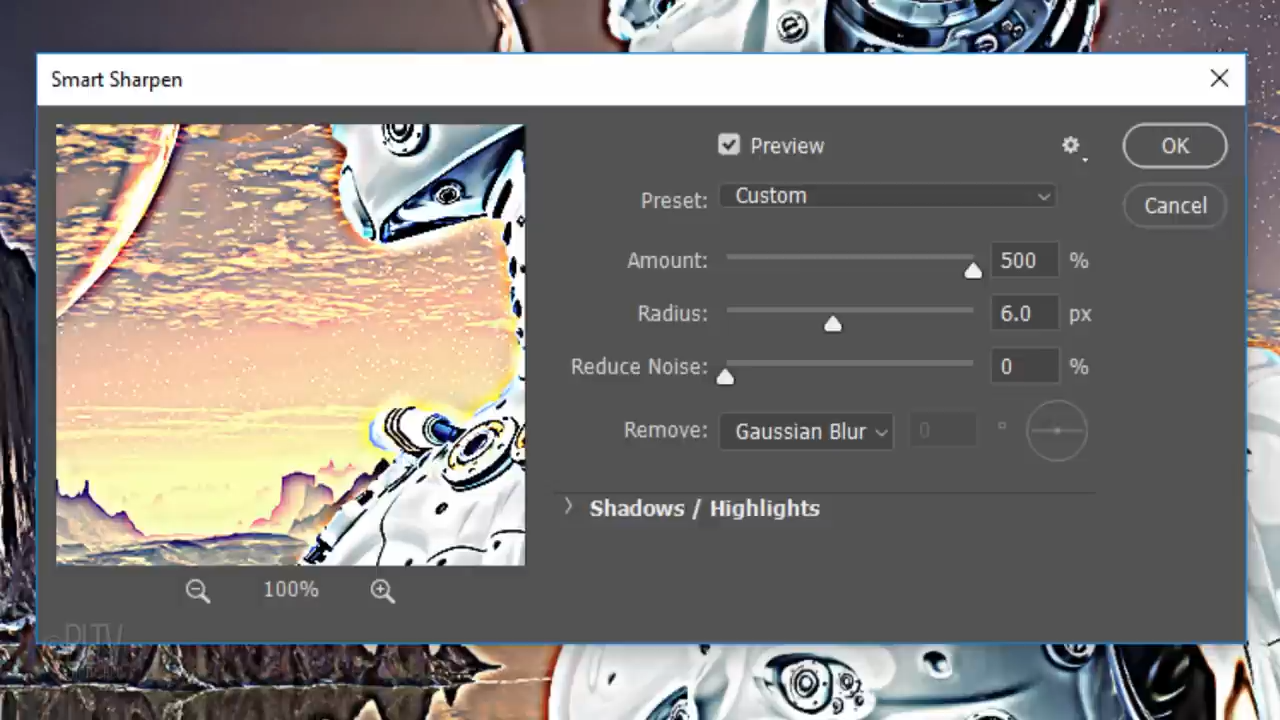 Smart Sharpen
Preview
OK
Preset: Custom
Cancel
Amount: 500 %
Radius: 6.0 px
Reduce Noise: 0 %
Remove: Gaussian Blur 0 °
Shadows / Highlights
100%
© BLTV